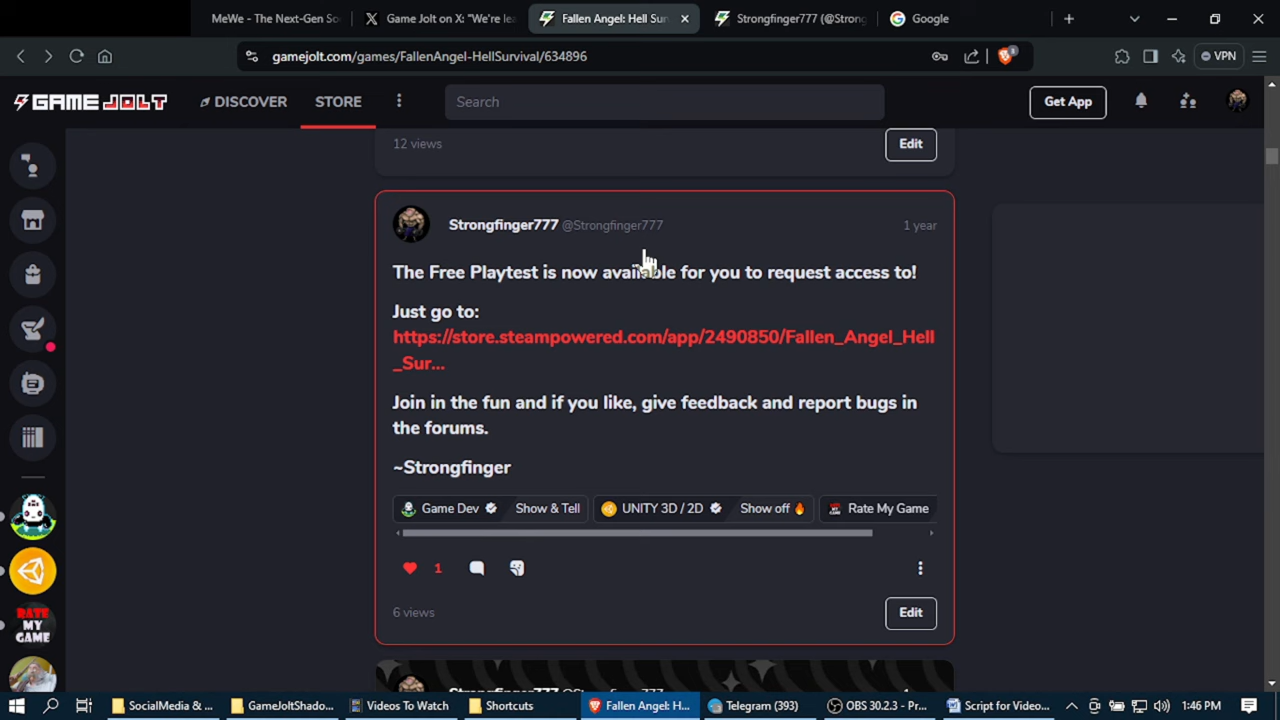 MeWe - The Next-Gen So
Game Jolt on X: "We're lea
Fallen Angel: Hell Sur
Strongfinger777 (@Strong
Google
gamejolt.com/games/FallenAngel-HellSurvival/634896
VPN
GAME JOLT
DISCOVER
STORE
Search
Get App
12 views
Edit
Strongfinger777 @Strongfinger777
1 year
The Free Playtest is now available for you to request access to!
Just go to:
https://store.steampowered.com/app/2490850/Fallen_Angel_Hell
_Sur...
Join in the fun and if you like, give feedback and report bugs in
the forums.
~Strongfinger
Game Dev Show & Tell
UNITY 3D / 2D Show off 🔥
Rate My Game
1
6 views
Edit
RATE
MY
GAME
Strongfinger777 @Strongfinger777
SocialMedia & ...
GameJoltShado...
Videos To Watch
Shortcuts
Fallen Angel: H...
Telegram (393)
OBS 30.2.3 - Pr...
Script for Video...
1:46 PM